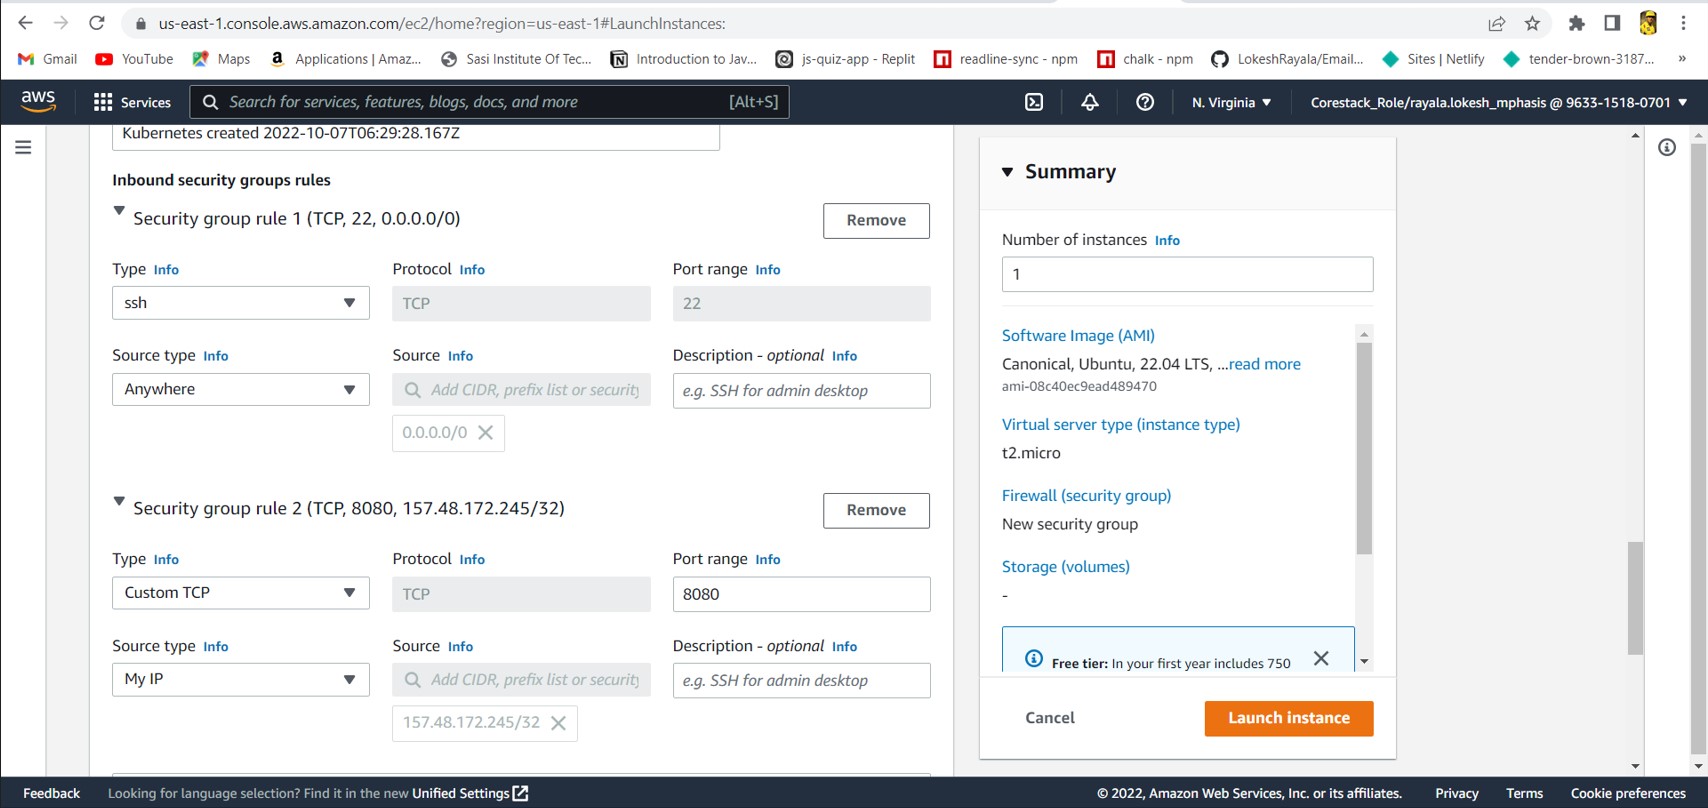 us-east-1.console.aws.amazon.com/ec2/home?region=us-east-1#LaunchInstances:
Gmail YouTube Maps Applications | Amaz... Sasi Institute Of Tec... Introduction to Jav... js-quiz-app - Replit readline-sync - npm chalk - npm LokeshRayala/Email... Sites | Netlify tender-brown-3187... »
aws Services Search for services, features, blogs, docs, and more [Alt+S] N. Virginia Corestack_Role/rayala.lokesh_mphasis @ 9633-1518-0701
Kubernetes created 2022-10-07T06:29:28.167Z
Inbound security groups rules
Security group rule 1 (TCP, 22, 0.0.0.0/0)
Remove
Type Info Protocol Info Port range Info
ssh TCP 22
Source type Info Source Info Description - optional Info
Anywhere Add CIDR, prefix list or security e.g. SSH for admin desktop
0.0.0.0/0
Security group rule 2 (TCP, 8080, 157.48.172.245/32)
Remove
Type Info Protocol Info Port range Info
Custom TCP TCP 8080
Source type Info Source Info Description - optional Info
My IP Add CIDR, prefix list or security e.g. SSH for admin desktop
157.48.172.245/32
Summary
Number of instances Info
1
Software Image (AMI)
Canonical, Ubuntu, 22.04 LTS, ...read more
ami-08c40ec9ead489470
Virtual server type (instance type)
t2.micro
Firewall (security group)
New security group
Storage (volumes)
-
Free tier: In your first year includes 750
Cancel Launch instance
Feedback Looking for language selection? Find it in the new Unified Settings © 2022, Amazon Web Services, Inc. or its affiliates. Privacy Terms Cookie preferences